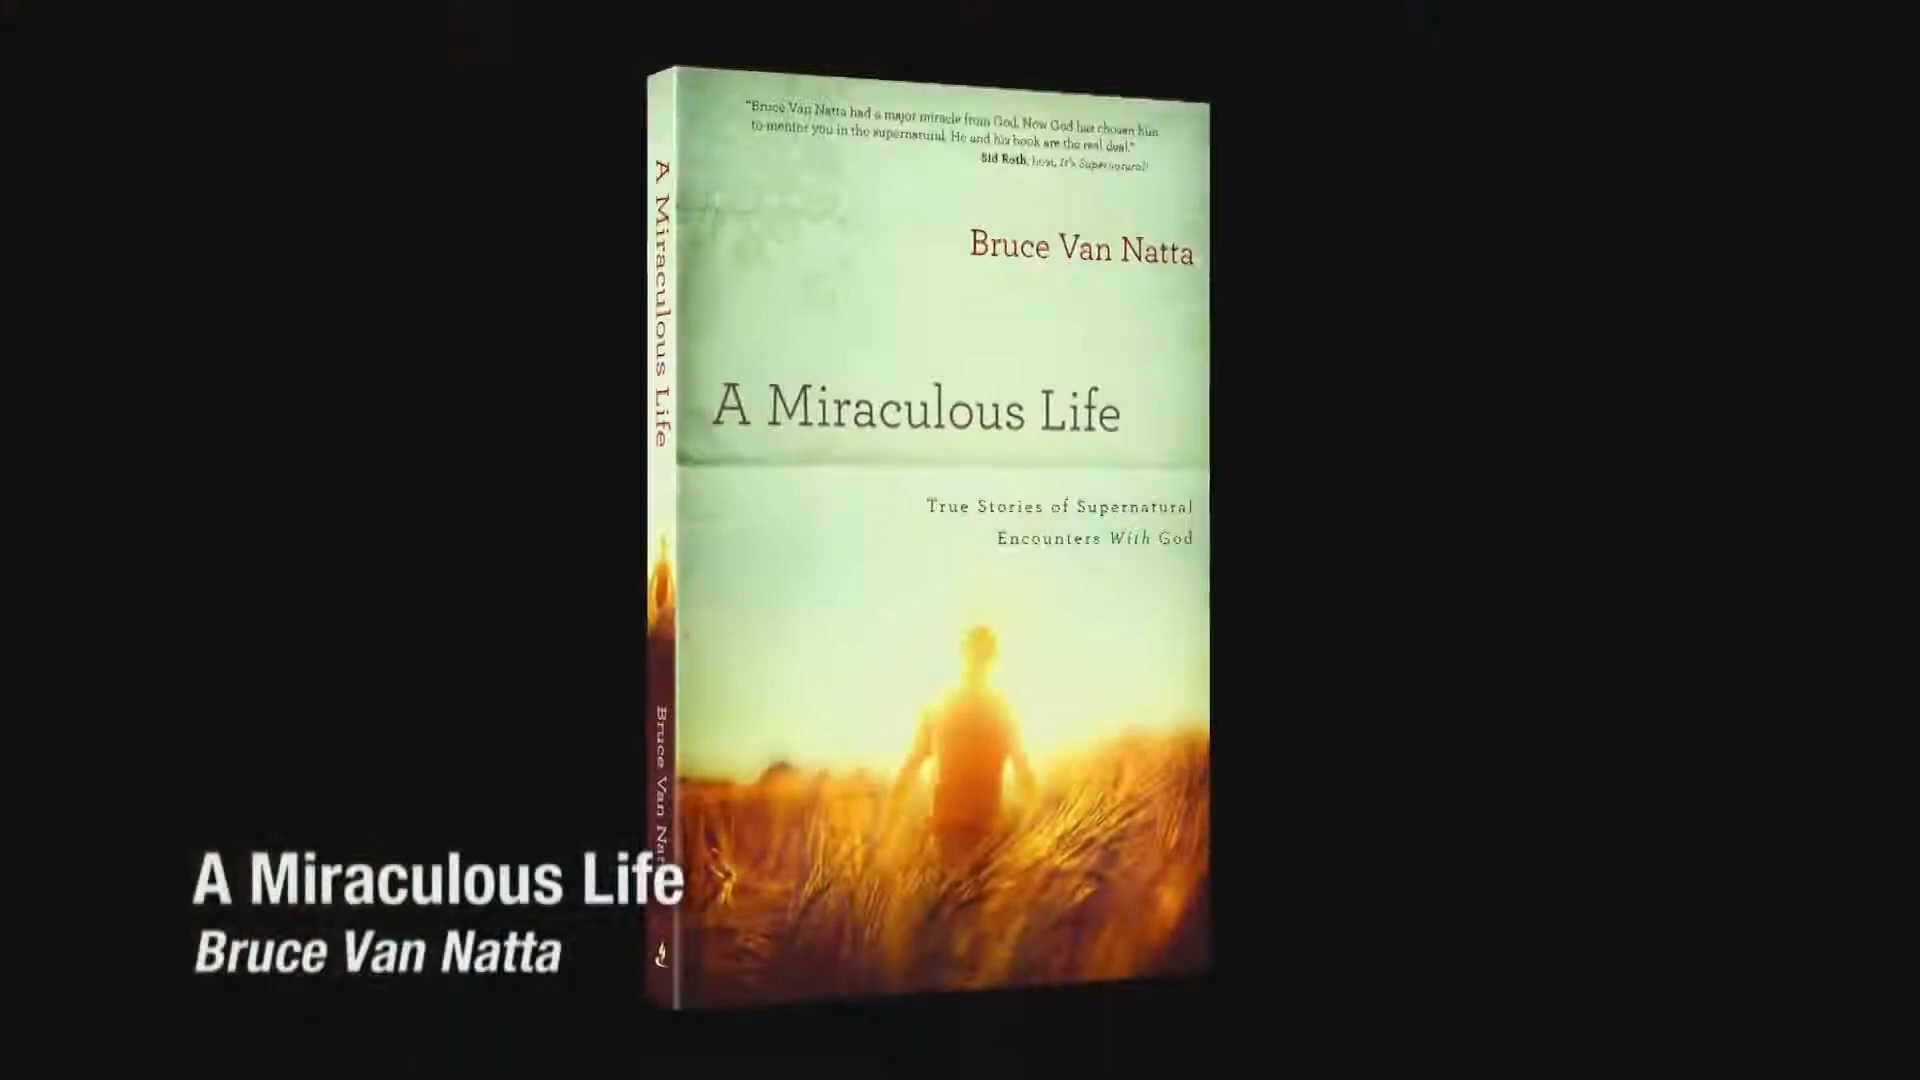 "Bruce Van Natta had a major miracle from God. Now God has chosen him
to mentor you in the supernatural. He and his book are the real deal."
Sid Roth, host, It's Supernatural!
Bruce Van Natta
A Miraculous Life
True Stories of Supernatural
Encounters With God
A Miraculous Life
Bruce Van Nat
A Miraculous Life
Bruce Van Natta